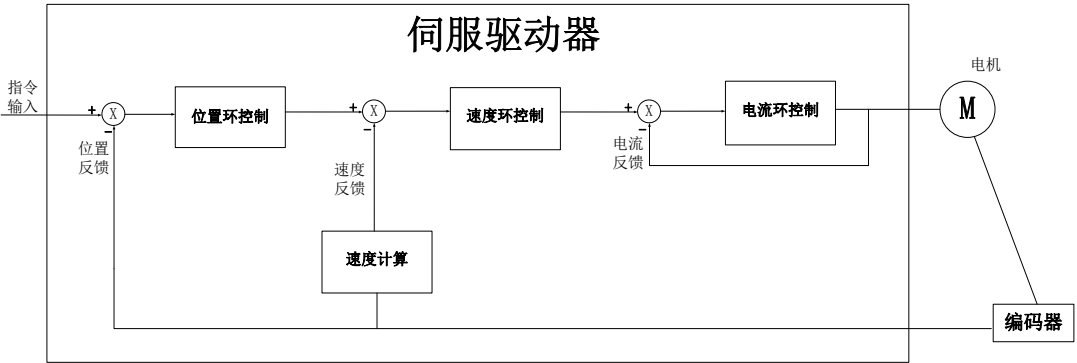 伺服驱动器
指令
输入
+
X
-
位置
反馈
位置环控制
+
X
-
速度
反馈
速度环控制
+
X
-
电流
反馈
电流环控制
电机
M
速度计算
编码器